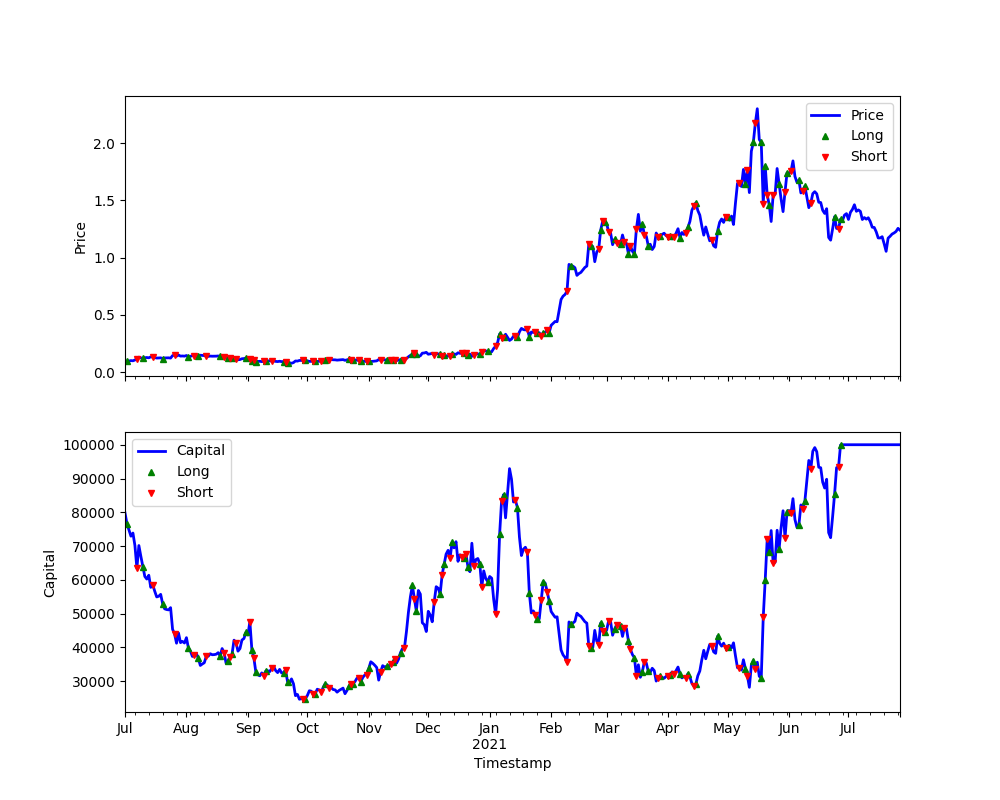 2.0
1.5
1.0
0.5
0.0
Price
Price
Long
Short
100000
90000
80000
70000
60000
50000
40000
30000
Capital
Capital
Long
Short
Jul Aug Sep Oct Nov Dec Jan Feb Mar Apr May Jun Jul
2021
Timestamp